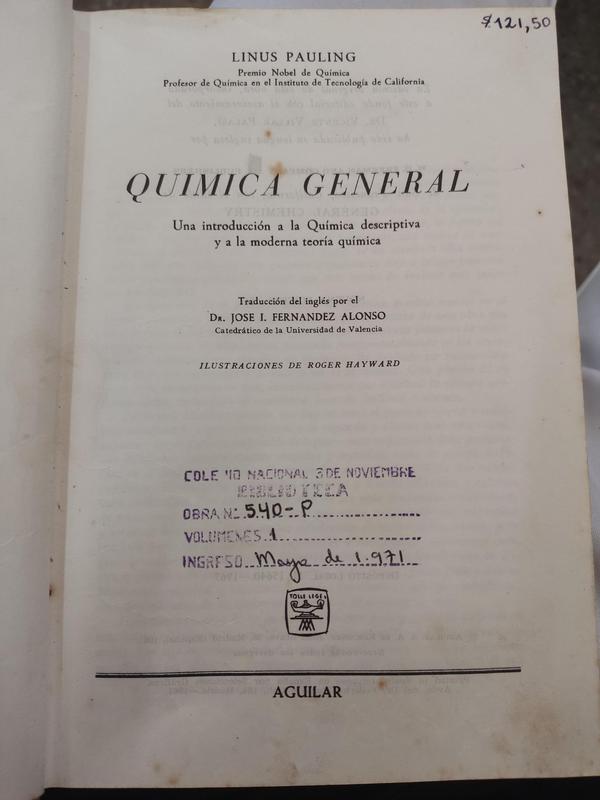 $121,50
LINUS PAULING
Premio Nobel de Química
Profesor de Química en el Instituto de Tecnología de California
QUIMICA GENERAL
Una introducción a la Química descriptiva
y a la moderna teoría química
Traducción del inglés por el
DR. JOSE I. FERNANDEZ ALONSO
Catedrático de la Universidad de Valencia
ILUSTRACIONES DE ROGER HAYWARD
COLEGIO NACIONAL 3 DE NOVIEMBRE
BIBLIOTECA
OBRA N.º 540-P
VOLUMENES 1
INGRESO Mayo de 1.971
TOLLE LEGE
AGUILAR